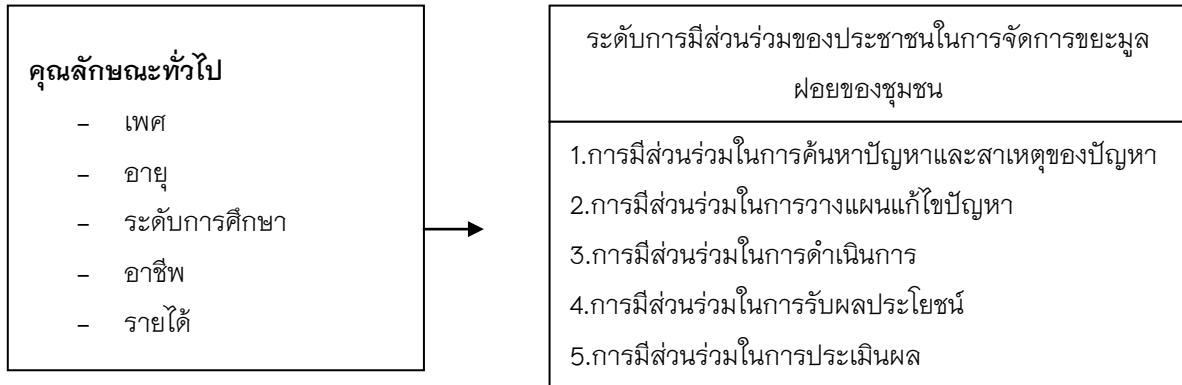 คุณลักษณะทั่วไป
– เพศ
– อายุ
– ระดับการศึกษา
– อาชีพ
– รายได้
ระดับการมีส่วนร่วมของประชาชนในการจัดการขยะมูล
ฝอยของชุมชน
1.การมีส่วนร่วมในการค้นหาปัญหาและสาเหตุของปัญหา
2.การมีส่วนร่วมในการวางแผนแก้ไขปัญหา
3.การมีส่วนร่วมในการดำเนินการ
4.การมีส่วนร่วมในการรับผลประโยชน์
5.การมีส่วนร่วมในการประเมินผล